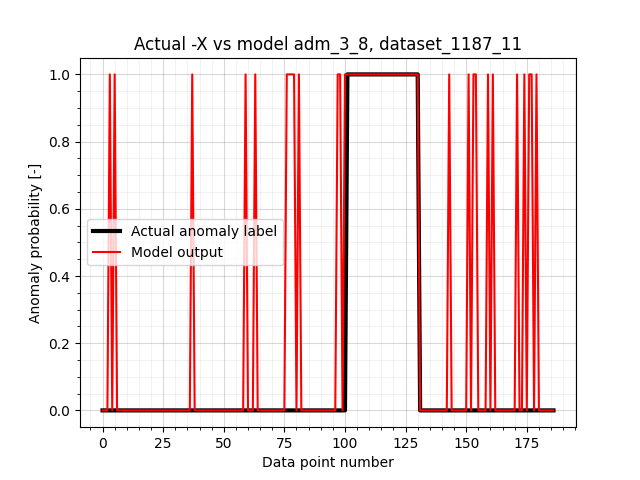 Actual -X vs model adm_3_8, dataset_1187_11
Anomaly probability [-]
1.0
0.8
0.6
0.4
0.2
0.0
Actual anomaly label
Model output
0 25 50 75 100 125 150 175
Data point number